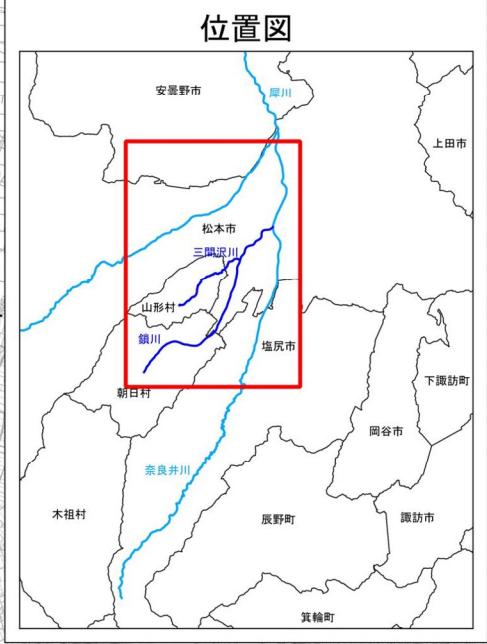 位置図
安曇野市
犀川
上田市
松本市
三間沢川
山形村
鎖川
塩尻市
下諏訪町
朝日村
岡谷市
奈良井川
木祖村
辰野町
諏訪市
箕輪町